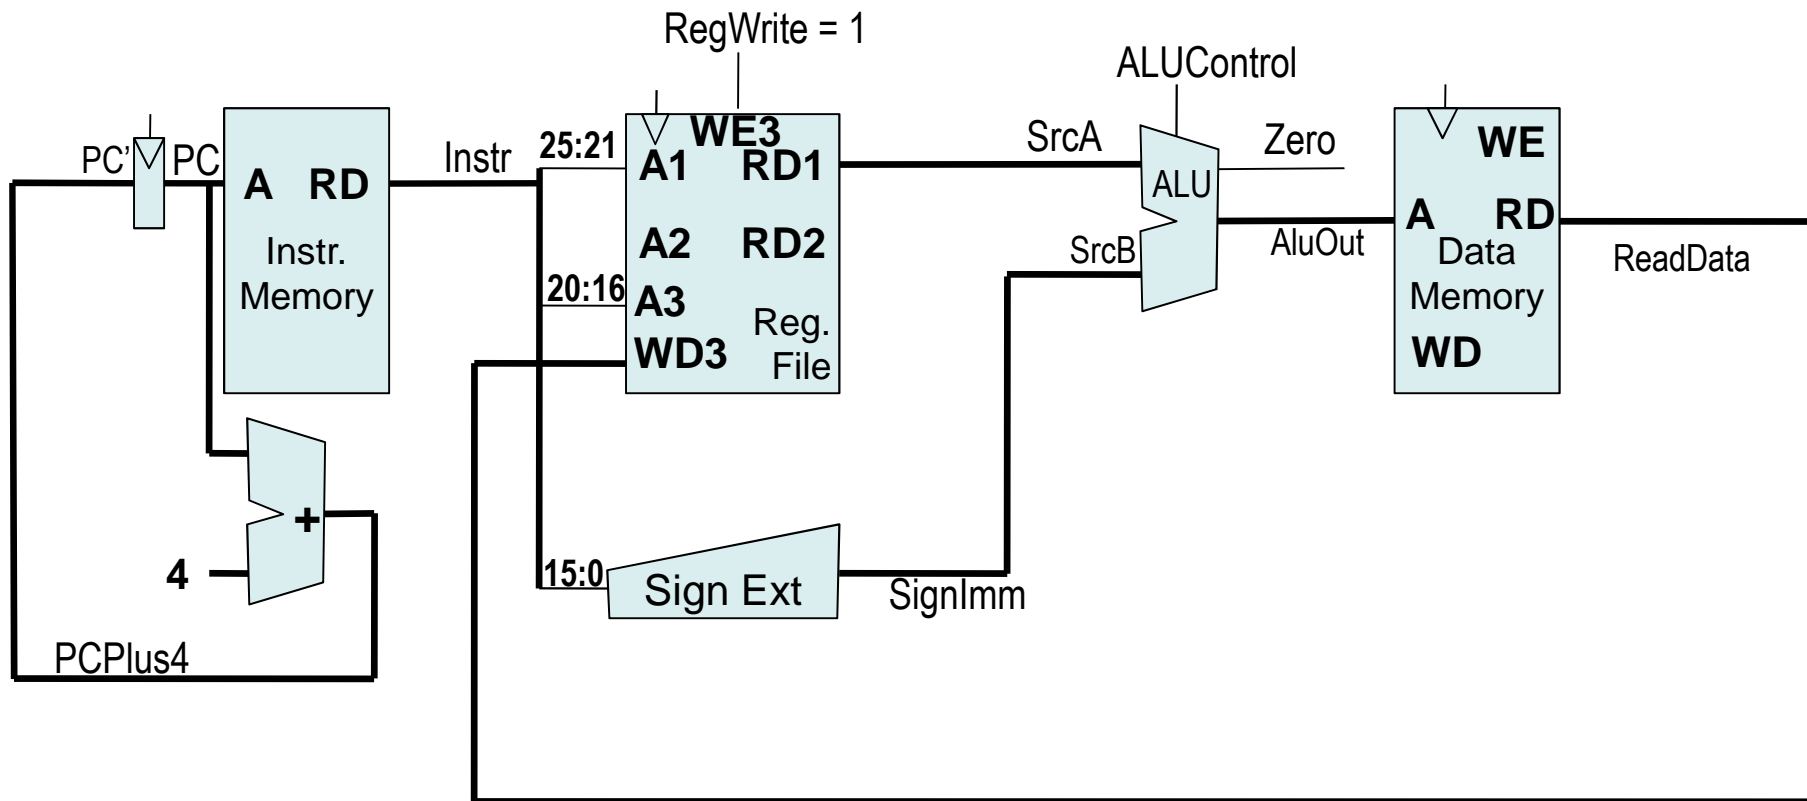 RegWrite = 1
ALUControl
PC’
PC
A RD
Instr.
Memory
Instr
25:21
20:16
15:0
WE3
A1 RD1
A2 RD2
A3
WD3
Reg.
File
SrcA
SrcB
ALU
Zero
AluOut
WE
A RD
Data
Memory
WD
ReadData
+
4
PCPlus4
Sign Ext
SignImm